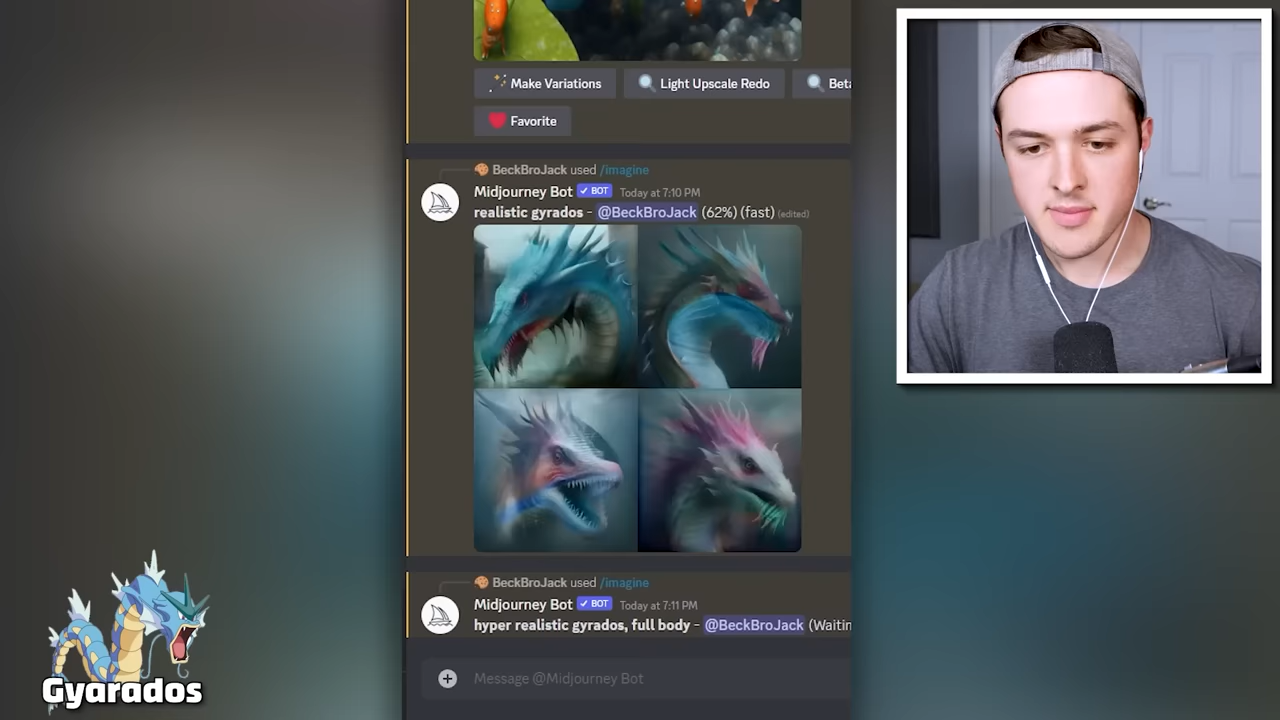 Make Variations
Light Upscale Redo
Beta
Favorite
BeckBroJack used /imagine
Midjourney Bot ✓ BOT Today at 7:10 PM
realistic gyrados - @BeckBroJack (62%) (fast) (edited)
BeckBroJack used /imagine
Midjourney Bot ✓ BOT Today at 7:11 PM
hyper realistic gyrados, full body - @BeckBroJack (Waitin
Message @Midjourney Bot
Gyarados